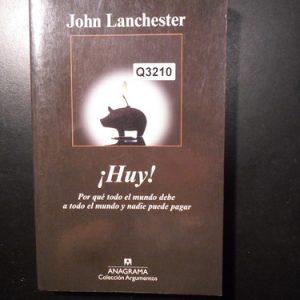 John Lanchester
Q3210
¡Huy!
Por qué todo el mundo debe
a todo el mundo y nadie puede pagar
ANAGRAMA
Colección Argumentos